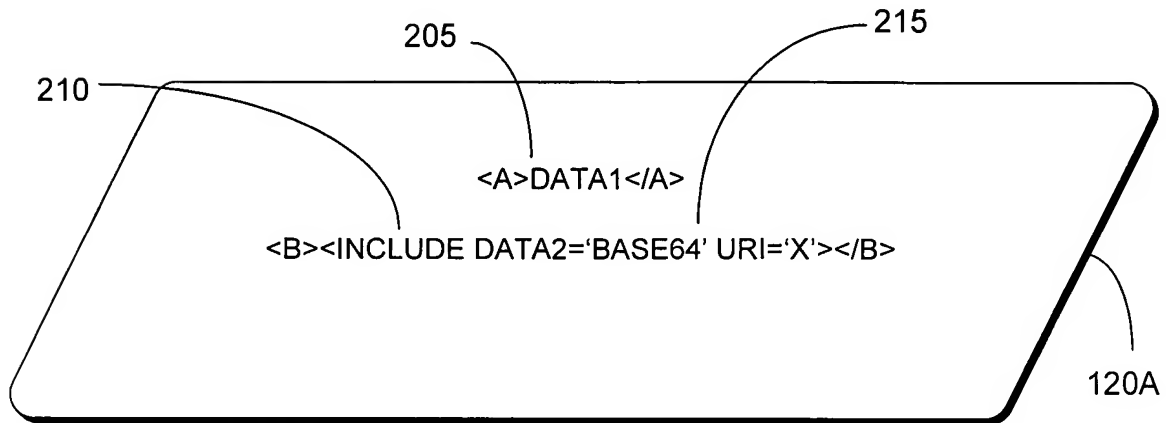 205
215
210
<A>DATA1</A>
<B><INCLUDE DATA2=‘BASE64’ URI=‘X’></B>
120A